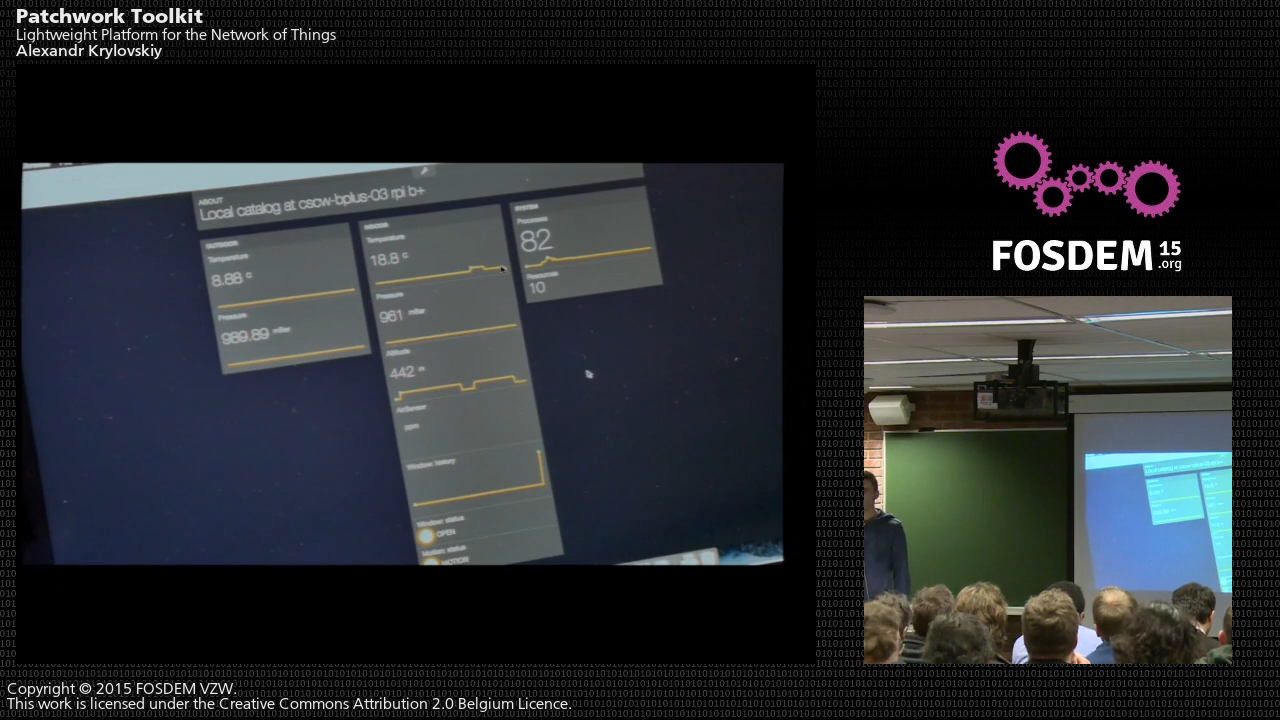 Patchwork Toolkit
Lightweight Platform for the Network of Things
Alexandr Krylovskiy
ABOUT
Local catalog at cscw-bplus-03 rpi b+
OUTDOOR
Temperature
8.88 C
Pressure
989.89 mBar
INDOOR
Temperature
18.8 C
Pressure
961 mBar
Altitude
442 m
AirSensor
ppm
Window: history
Window: status
OPEN
Motion: status
MOTION
SYSTEM
Processes
82
Resources
10
FOSDEM 15
.org
Copyright © 2015 FOSDEM VZW.
This work is licensed under the Creative Commons Attribution 2.0 Belgium Licence.